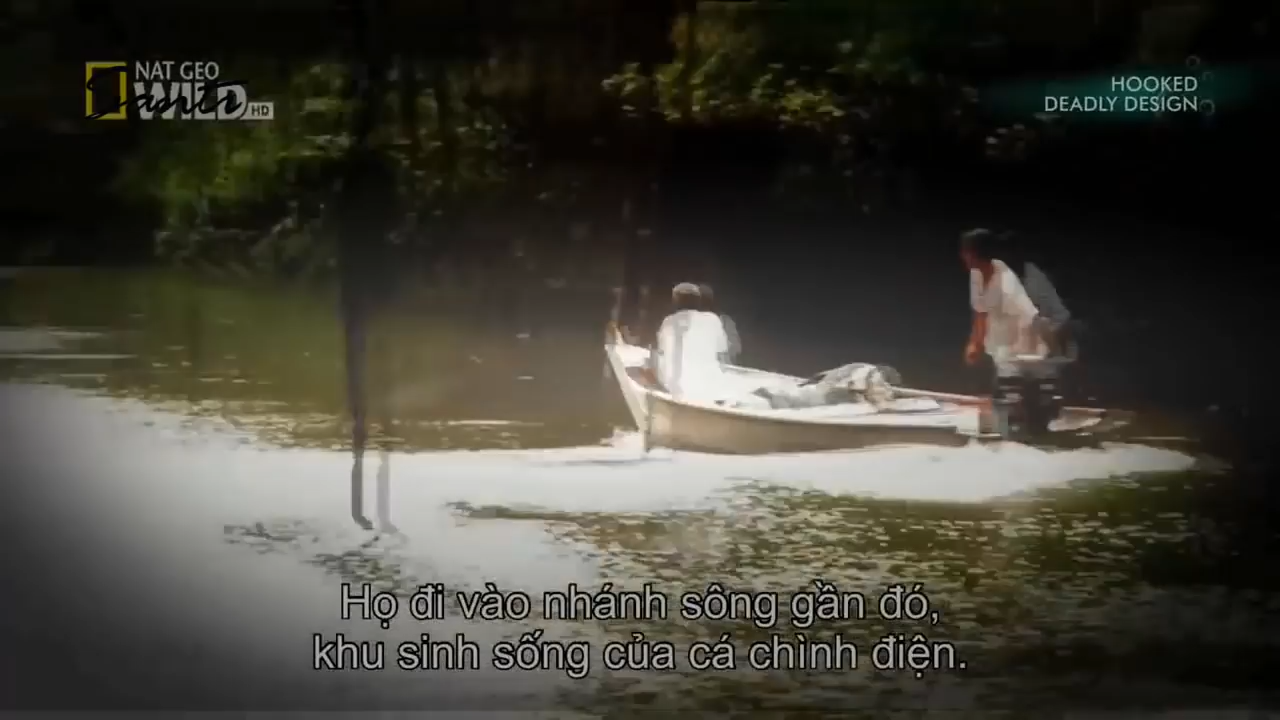 NAT GEO
WILD HD
HOOKED
DEADLY DESIGN
Họ đi vào nhánh sông gần đó,
khu sinh sống của cá chình điện.